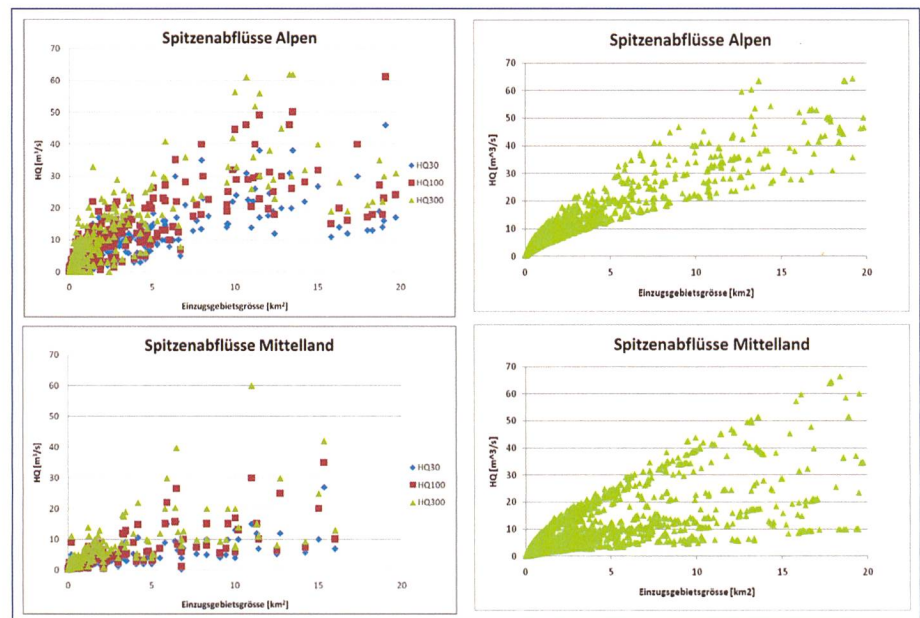 Spitzenabflüsse Alpen
HQ [m³/s]
70
60
50
40
30
20
10
0
0 5 10 15 20
Einzugsgebietsgrösse [km²]
HQ30
HQ100
HQ300
Spitzenabflüsse Alpen
HQ [m^3/s]
70
60
50
40
30
20
10
0
0 5 10 15 20
Einzugsgebietsgrösse [km2]
Spitzenabflüsse Mittelland
HQ [m³/s]
70
60
50
40
30
20
10
0
0 5 10 15 20
Einzugsgebietsgrösse [km²]
HQ30
HQ100
HQ300
Spitzenabflüsse Mittelland
HQ [m^3/s]
70
60
50
40
30
20
10
0
0 5 10 15 20
Einzugsgebietsgrösse [km2]